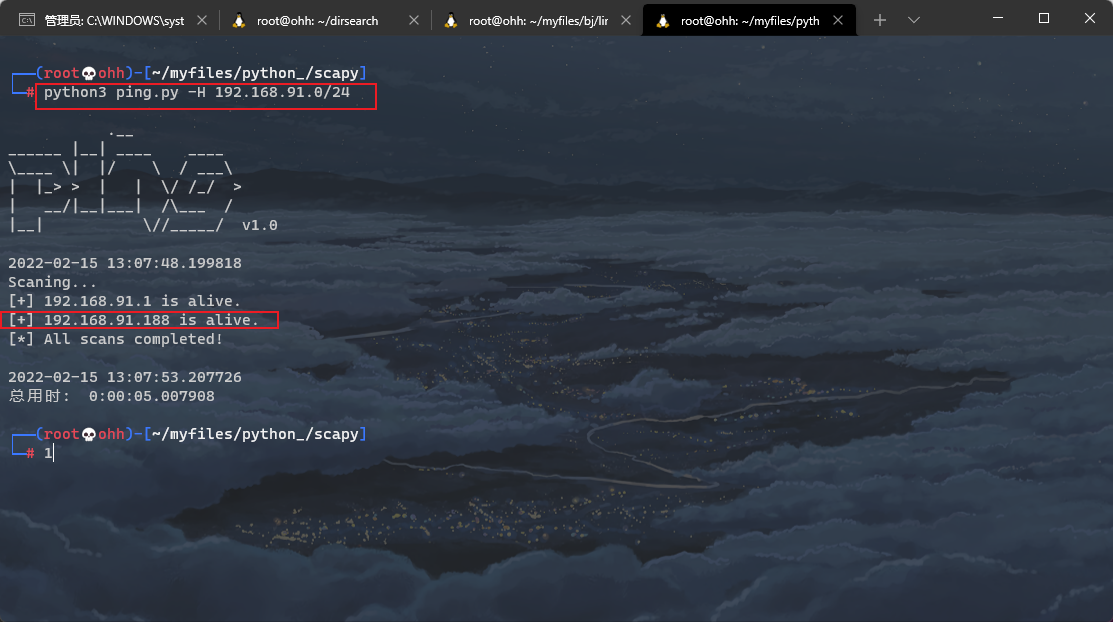 管理员: C:\WINDOWS\syst
root@ohh: ~/dirsearch
root@ohh: ~/myfiles/bj/lir
root@ohh: ~/myfiles/pyth
┌──(root💀ohh)-[~/myfiles/python_/scapy]
└─# python3 ping.py -H 192.168.91.0/24
        .__
______ |__| ____    ____
\____ \|  |/    \  / ___\
|  |_> >  |   |  \/ /_/  >
|   __/|__|___|  /\___  /
|__|           \//_____/  v1.0
2022-02-15 13:07:48.199818
Scaning...
[+] 192.168.91.1 is alive.
[+] 192.168.91.188 is alive.
[*] All scans completed!
2022-02-15 13:07:53.207726
总用时: 0:00:05.007908
┌──(root💀ohh)-[~/myfiles/python_/scapy]
└─# 1